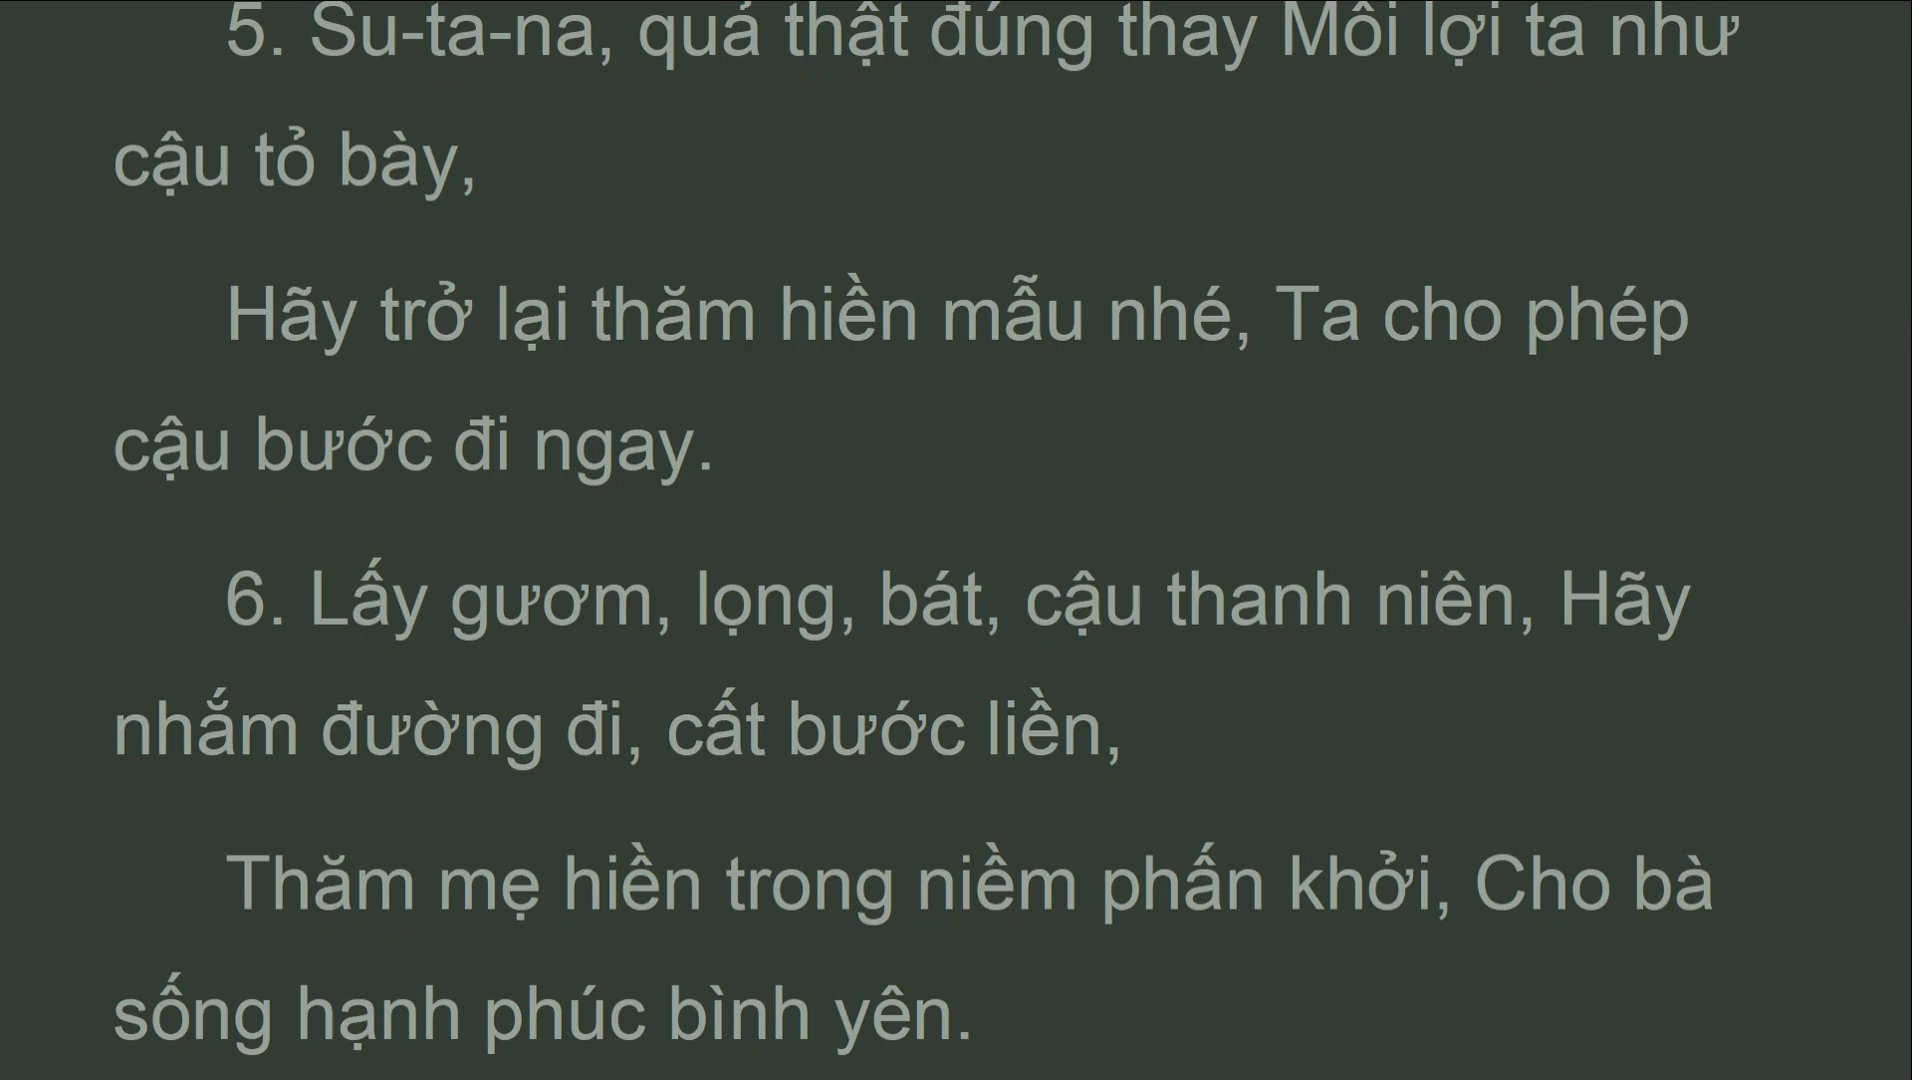 5. Su-ta-na, quả thật đúng thay Mối lợi ta như
cậu tỏ bày,
Hãy trở lại thăm hiền mẫu nhé, Ta cho phép
cậu bước đi ngay.
6. Lấy gươm, lọng, bát, cậu thanh niên, Hãy
nhắm đường đi, cất bước liền,
Thăm mẹ hiền trong niềm phấn khởi, Cho bà
sống hạnh phúc bình yên.